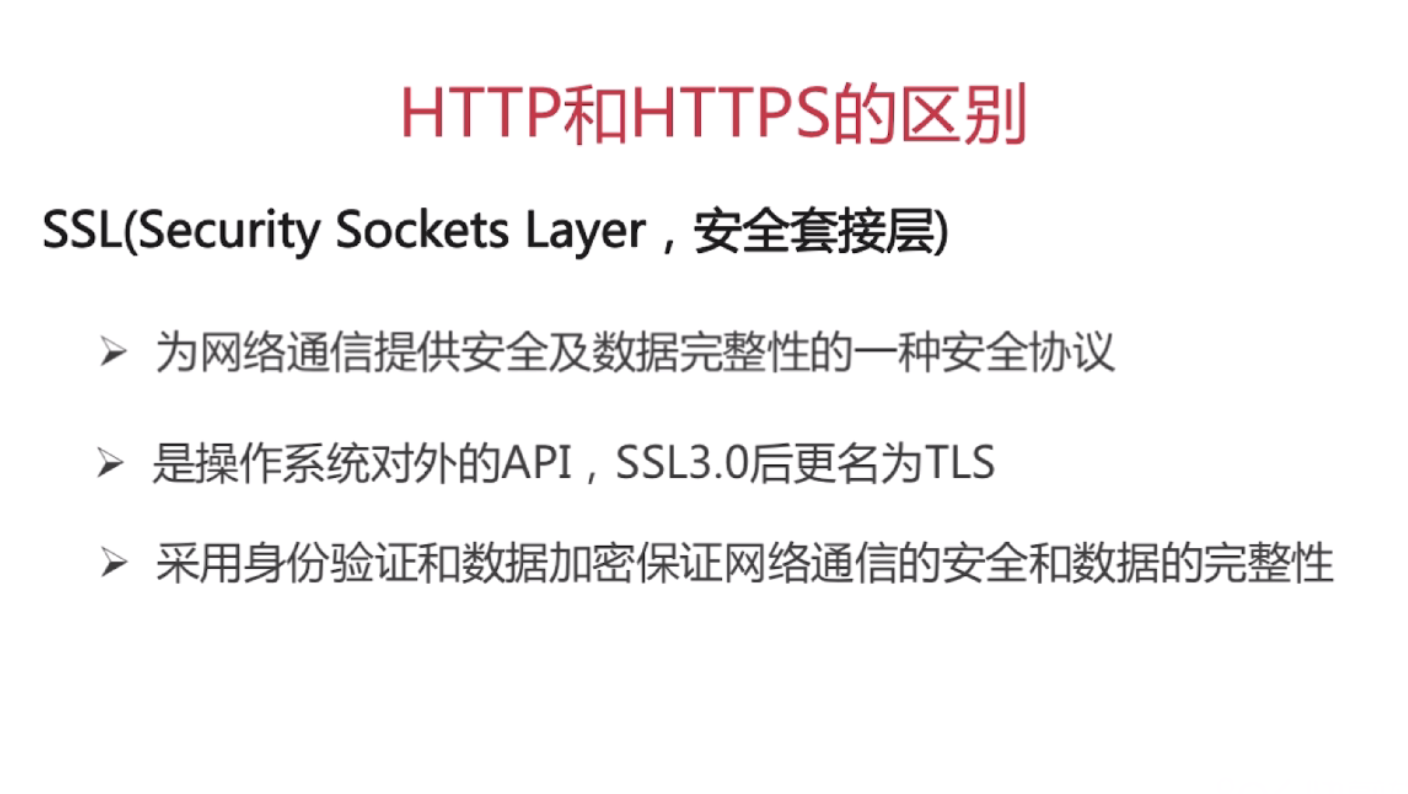 HTTP和HTTPS的区别
SSL(Security Sockets Layer，安全套接层)
➢ 为网络通信提供安全及数据完整性的一种安全协议
➢ 是操作系统对外的API，SSL3.0后更名为TLS
➢ 采用身份验证和数据加密保证网络通信的安全和数据的完整性